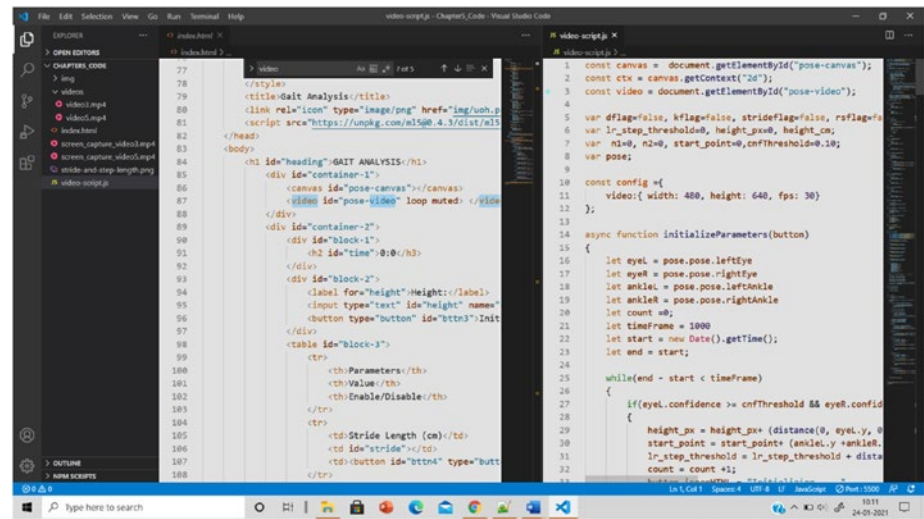 File Edit Selection View Go Run Terminal Help
video-script.js - Chapter5_Code - Visual Studio Code
EXPLORER
OPEN EDITORS
CHAPTER5_CODE
img
videos
video3.mp4
video5.mp4
index.html
screen_capture_video3.mp4
screen_capture_video5.mp4
stride-and-step-length.png
JS video-script.js
OUTLINE
NPM SCRIPTS
index.html
index.html >
video
7 of 5
77
78 </style>
79 <title>Gait Analysis</title>
80 <link rel="icon" type="image/png" href="img/uoh.p
81 <script src="https://unpkg.com/ml5@0.4.3/dist/ml5
82 </head>
83 <body>
84 <h1 id="heading">GAIT ANALYSIS</h1>
85 <div id="container-1">
86 <canvas id="pose-canvas"></canvas>
87 <video id="pose-video" loop muted> </vide
88 </div>
89 <div id="container-2">
90 <div id="block-1">
91 <h2 id="time">0:0</h3>
92 </div>
93 <div id="block-2">
94 <label for="height">Height:</label>
95 <input type="text" id="height" name="
96 <button type="button" id="bttn3">Init
97 </div>
98 <table id="block-3">
99 <tr>
100 <th>Parameters</th>
101 <th>Value</th>
102 <th>Enable/Disable</th>
103 </tr>
104 <tr>
105 <td>Stride Length (cm)</td>
106 <td id="stride"></td>
107 <td><button id="bttn4" type="butt
108 </tr>
JS video-script.js
JS video-script.js >
1 const canvas = document.getElementById("pose-canvas");
2 const ctx = canvas.getContext("2d");
3 const video = document.getElementById("pose-video");
4
5 var dflag=false, kflag=false, strideflag=false, rsflag=fa
6 var lr_step_threshold=0, height_px=0, height_cm;
7 var n1=0, n2=0, start_point=0,cnfThreshold=0.10;
8 var pose;
9
10 const config ={
11 video:{ width: 480, height: 640, fps: 30}
12 };
13
14 async function initializeParameters(button)
15 {
16 let eyeL = pose.pose.leftEye
17 let eyeR = pose.pose.rightEye
18 let ankleL = pose.pose.leftAnkle
19 let ankleR = pose.pose.rightAnkle
20 let count =0;
21 let timeFrame = 1000
22 let start = new Date().getTime();
23 let end = start;
24
25 while(end - start < timeFrame)
26 {
27 if(eyeL.confidence >= cnfThreshold && eyeR.confid
28 {
29 height_px = height_px+ (distance(0, eyeL.y, 0
30 start_point = start_point+ (ankleL.y +ankleR.
31 lr_step_threshold = lr_step_threshold + dista
32 count = count +1;
Ln 1, Col 1 Spaces: 4 UTF-8 LF JavaScript Port : 5500
Type here to search
10:11
24-01-2021